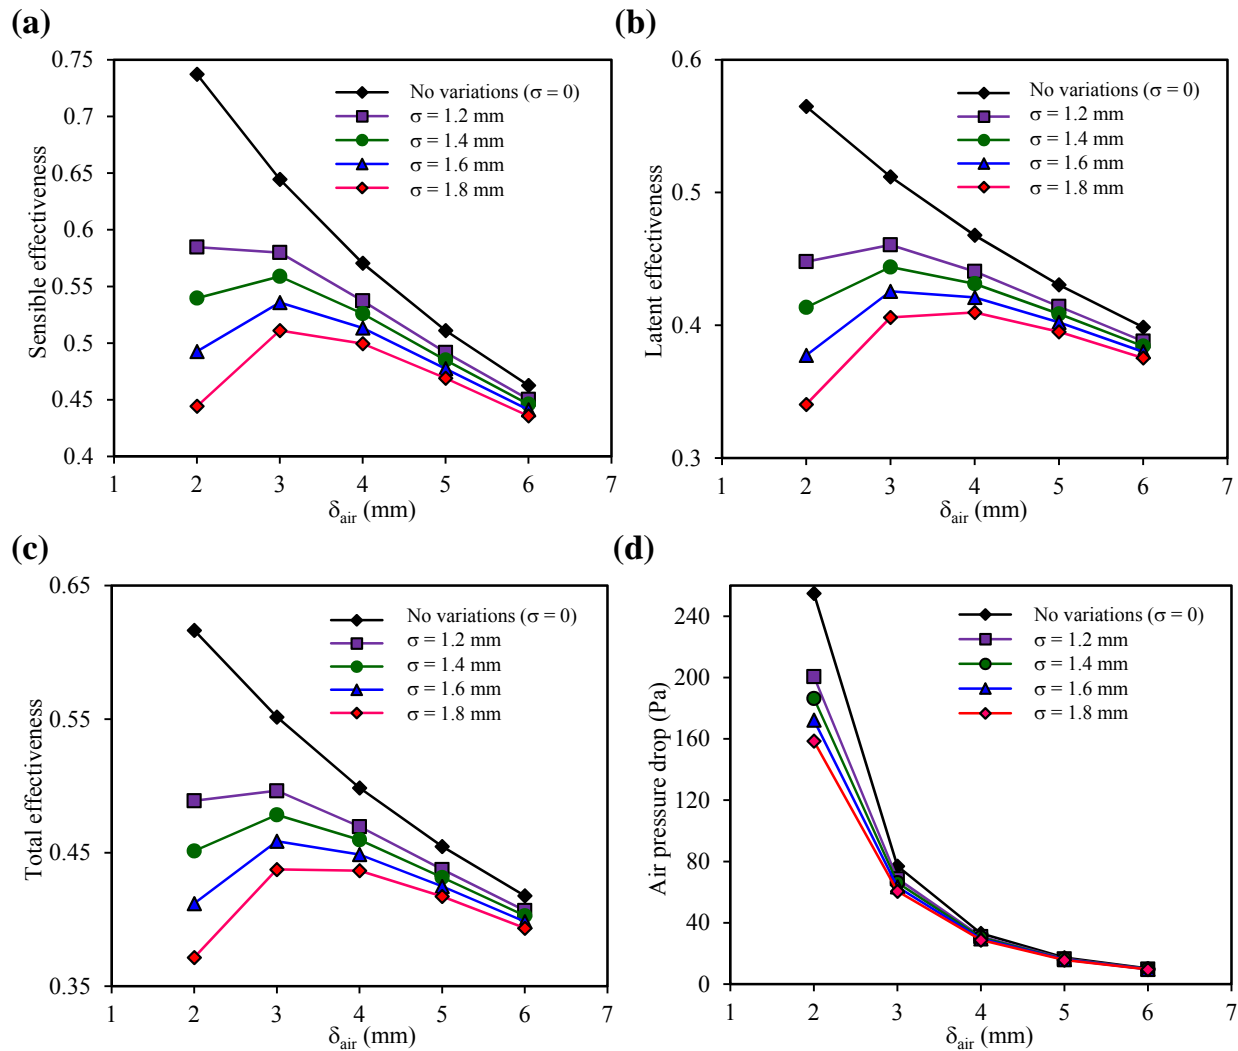 (a)
0.75
0.7
0.65
0.6
0.55
0.5
0.45
0.4
Sensible effectiveness
No variations (σ = 0)
σ = 1.2 mm
σ = 1.4 mm
σ = 1.6 mm
σ = 1.8 mm
1 2 3 4 5 6 7
δair (mm)
(b)
0.6
0.5
0.4
0.3
Latent effectiveness
No variations (σ = 0)
σ = 1.2 mm
σ = 1.4 mm
σ = 1.6 mm
σ = 1.8 mm
1 2 3 4 5 6 7
δair (mm)
(c)
0.65
0.55
0.45
0.35
Total effectiveness
No variations (σ = 0)
σ = 1.2 mm
σ = 1.4 mm
σ = 1.6 mm
σ = 1.8 mm
1 2 3 4 5 6 7
δair (mm)
(d)
240
200
160
120
80
40
0
Air pressure drop (Pa)
No variations (σ = 0)
σ = 1.2 mm
σ = 1.4 mm
σ = 1.6 mm
σ = 1.8 mm
1 2 3 4 5 6 7
δair (mm)